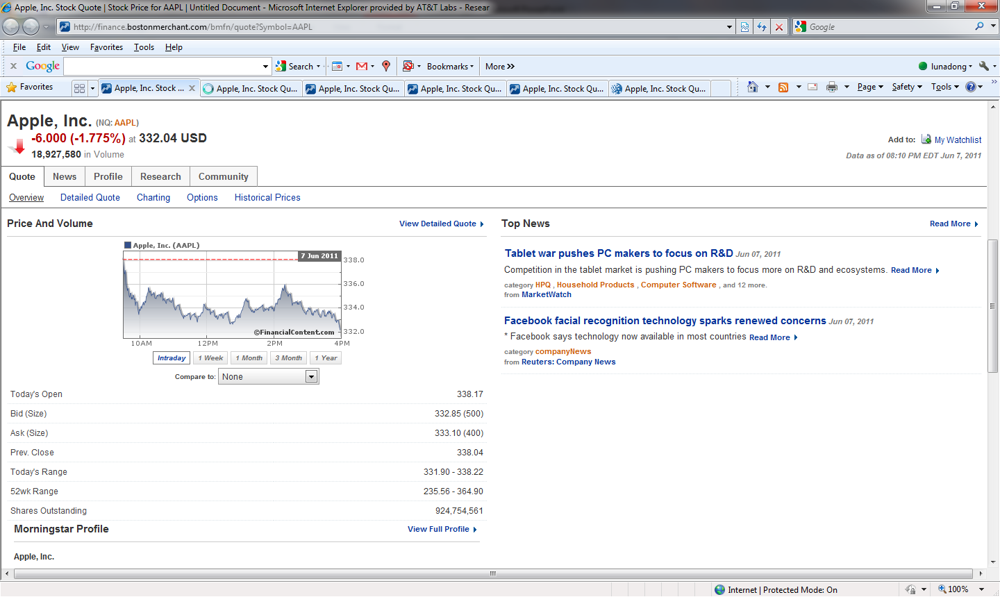 Apple, Inc. Stock Quote | Stock Price for AAPL | Untitled Document - Microsoft Internet Explorer provided by AT&T Labs - Resear
http://finance.bostonmerchant.com/bmfn/quote?Symbol=AAPL
Google
File Edit View Favorites Tools Help
x Google Search Bookmarks More »» lunadong
Favorites Apple, Inc. Stock ... Apple, Inc. Stock Qu... Apple, Inc. Stock Qu... Apple, Inc. Stock Qu... Apple, Inc. Stock Qu... Apple, Inc. Stock Qu... Page Safety Tools
Apple, Inc. (NQ: AAPL)
-6.000 (-1.775%) at 332.04 USD
18,927,580 in Volume
Add to: My Watchlist
Data as of 08:10 PM EDT Jun 7, 2011
Quote News Profile Research Community
Overview Detailed Quote Charting Options Historical Prices
Price And Volume View Detailed Quote
Apple, Inc. (AAPL)
7 Jun 2011
338.0
336.0
334.0
332.0
©FinancialContent.com
10AM 12PM 2PM 4PM
Intraday 1 Week 1 Month 3 Month 1 Year
Compare to: None
Today's Open 338.17
Bid (Size) 332.85 (500)
Ask (Size) 333.10 (400)
Prev. Close 338.04
Today's Range 331.90 - 338.22
52wk Range 235.56 - 364.90
Shares Outstanding 924,754,561
Morningstar Profile View Full Profile
Apple, Inc.
Top News Read More
Tablet war pushes PC makers to focus on R&D Jun 07, 2011
Competition in the tablet market is pushing PC makers to focus more on R&D and ecosystems. Read More
category HPQ , Household Products , Computer Software , and 12 more.
from MarketWatch
Facebook facial recognition technology sparks renewed concerns Jun 07, 2011
* Facebook says technology now available in most countries Read More
category companyNews
from Reuters: Company News
Internet | Protected Mode: On 100%